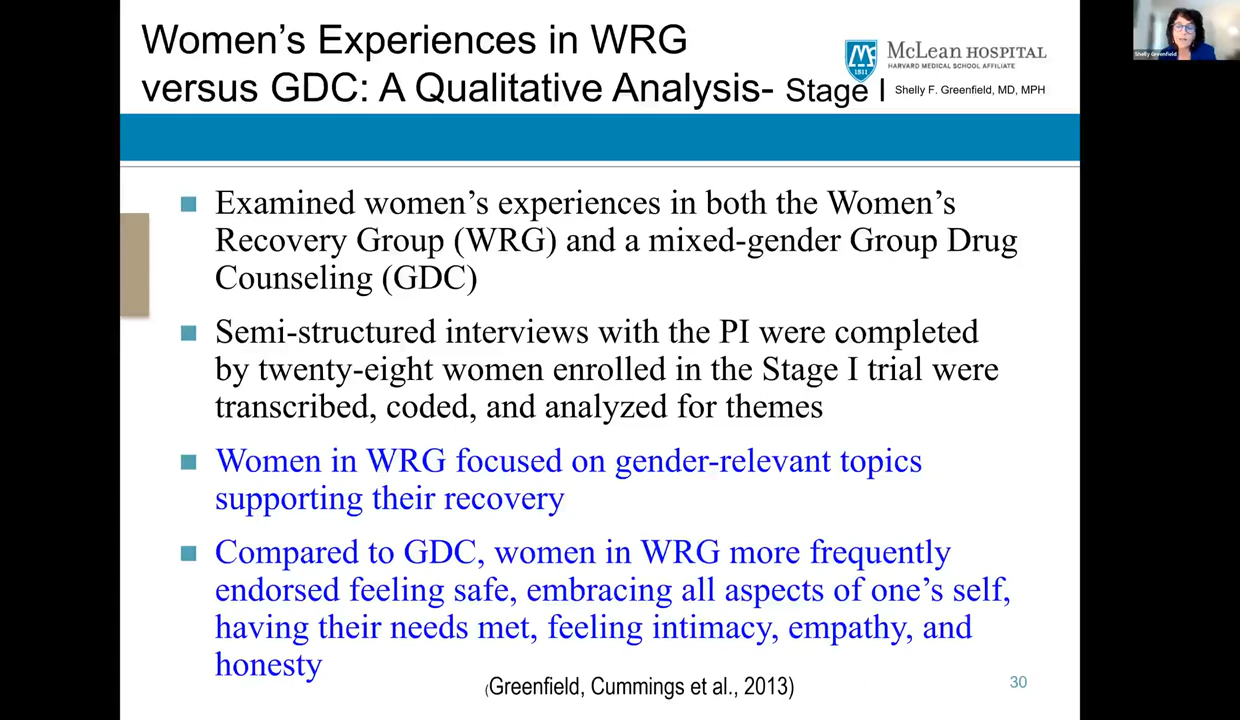 Women’s Experiences in WRG
versus GDC: A Qualitative Analysis- Stage I
McLEAN HOSPITAL
HARVARD MEDICAL SCHOOL AFFILIATE
1811
Shelly F. Greenfield, MD, MPH
Shelly Greenfield
Examined women’s experiences in both the Women’s
Recovery Group (WRG) and a mixed-gender Group Drug
Counseling (GDC)
Semi-structured interviews with the PI were completed
by twenty-eight women enrolled in the Stage I trial were
transcribed, coded, and analyzed for themes
Women in WRG focused on gender-relevant topics
supporting their recovery
Compared to GDC, women in WRG more frequently
endorsed feeling safe, embracing all aspects of one’s self,
having their needs met, feeling intimacy, empathy, and
honesty
(Greenfield, Cummings et al., 2013)
30